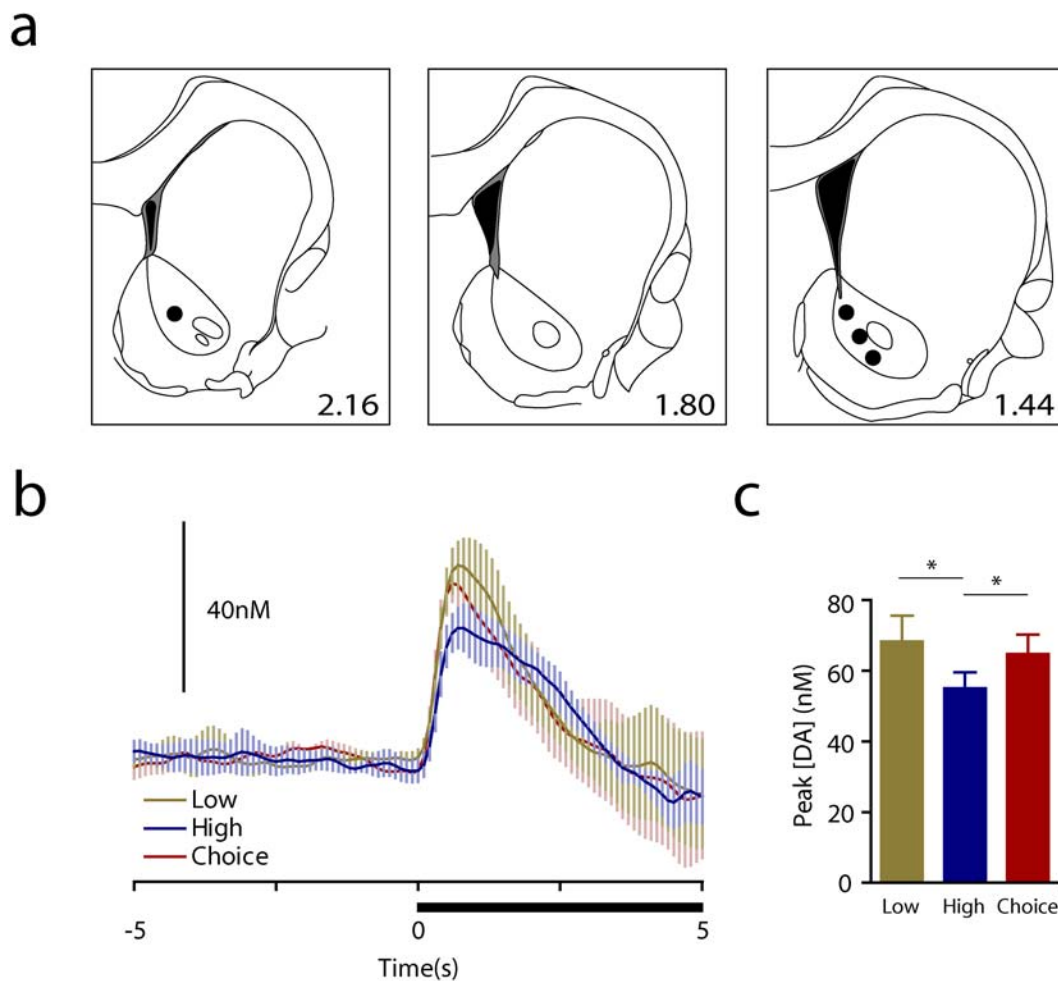 a
2.16
1.80
1.44
b
40nM
Low
High
Choice
-5
0
5
Time(s)
c
*
*
80
60
40
20
0
Peak [DA] (nM)
Low High Choice